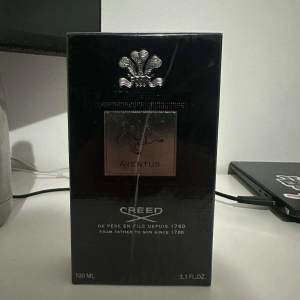 AVENTUS
CREED
DE PÈRE EN FILS DEPUIS 1760
FROM FATHER TO SON SINCE 1760
100 ML 3,3 FL.OZ.